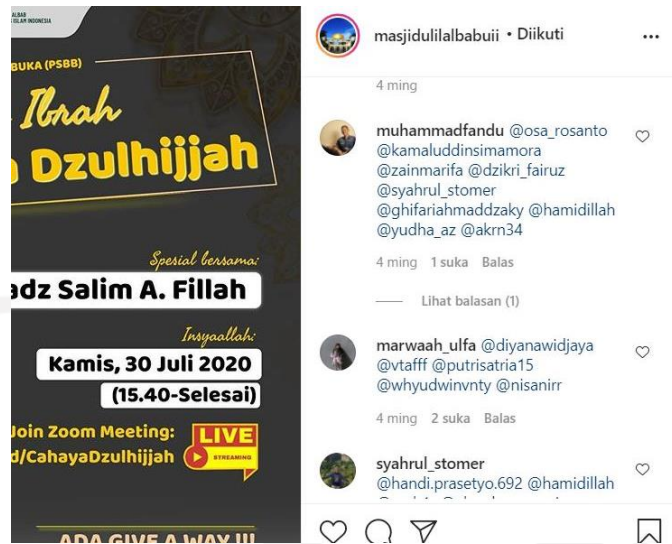 ALBAB
ISLAM INDONESIA
BUKA (PSBB)
Ibrah
Dzulhijjah
Spesial bersama:
adz Salim A. Fillah
Insyaallah:
Kamis, 30 Juli 2020
(15.40-Selesai)
Join Zoom Meeting:
d/CahayaDzulhijjah
LIVE
STREAMING
ADA GIVE A WAY !!!
masjidulilalbabuii • Diikuti
4 ming
muhammadfandu @osa_rosanto
@kamaluddinsimamora
@zainmarifa @dzikri_fairuz
@syahrul_stomer
@ghifariahmaddzaky @hamidillah
@yudha_az @akrn34
4 ming 1 suka Balas
Lihat balasan (1)
marwaah_ulfa @diyanawidjaya
@vtafff @putrisatria15
@whyudwinvnty @nisanirr
4 ming 2 suka Balas
syahrul_stomer
@handi.prasetyo.692 @hamidillah